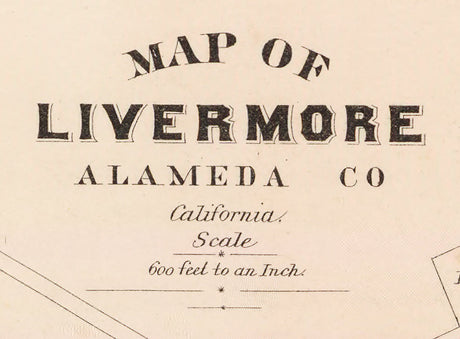 MAP OF
LIVERMORE
ALAMEDA CO
California.
Scale
600 feet to an Inch.